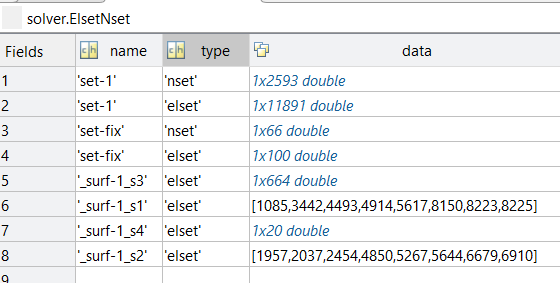 solver.ElsetNset
Fields name type data
1 'set-1' 'nset' 1x2593 double
2 'set-1' 'elset' 1x11891 double
3 'set-fix' 'nset' 1x66 double
4 'set-fix' 'elset' 1x100 double
5 '_surf-1_s3' 'elset' 1x664 double
6 '_surf-1_s1' 'elset' [1085,3442,4493,4914,5617,8150,8223,8225]
7 '_surf-1_s4' 'elset' 1x20 double
8 '_surf-1_s2' 'elset' [1957,2037,2454,4850,5267,5644,6679,6910]
9